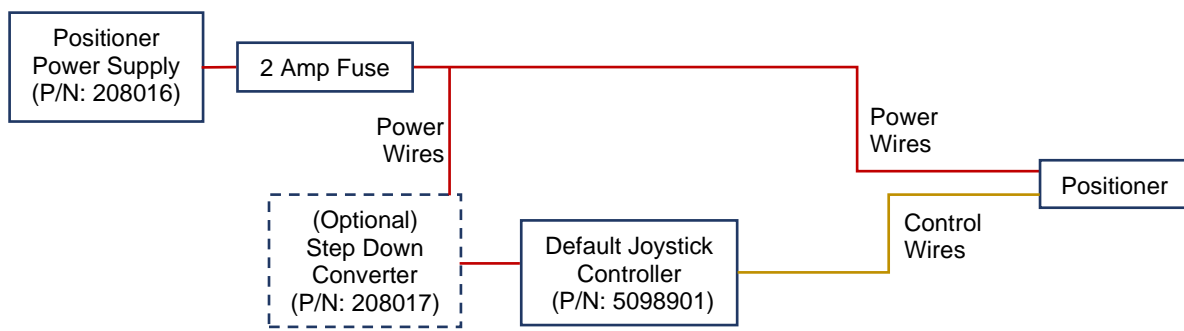 Positioner
Power Supply
(P/N: 208016)
2 Amp Fuse
Power
Wires
Power
Wires
Positioner
(Optional)
Step Down
Converter
(P/N: 208017)
Default Joystick
Controller
(P/N: 5098901)
Control
Wires